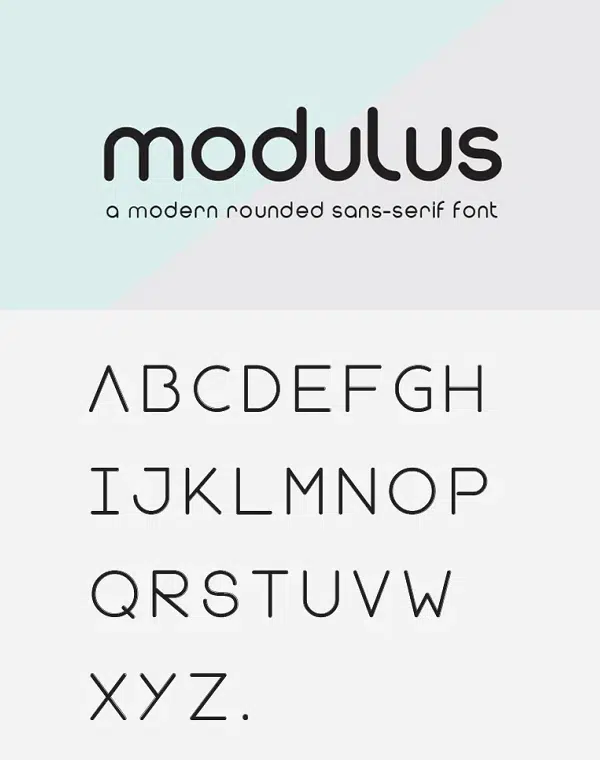 modulus
a modern rounded sans-serif font
ABCDEFGH
IJKLMNOP
QRSTUVW
XYZ.